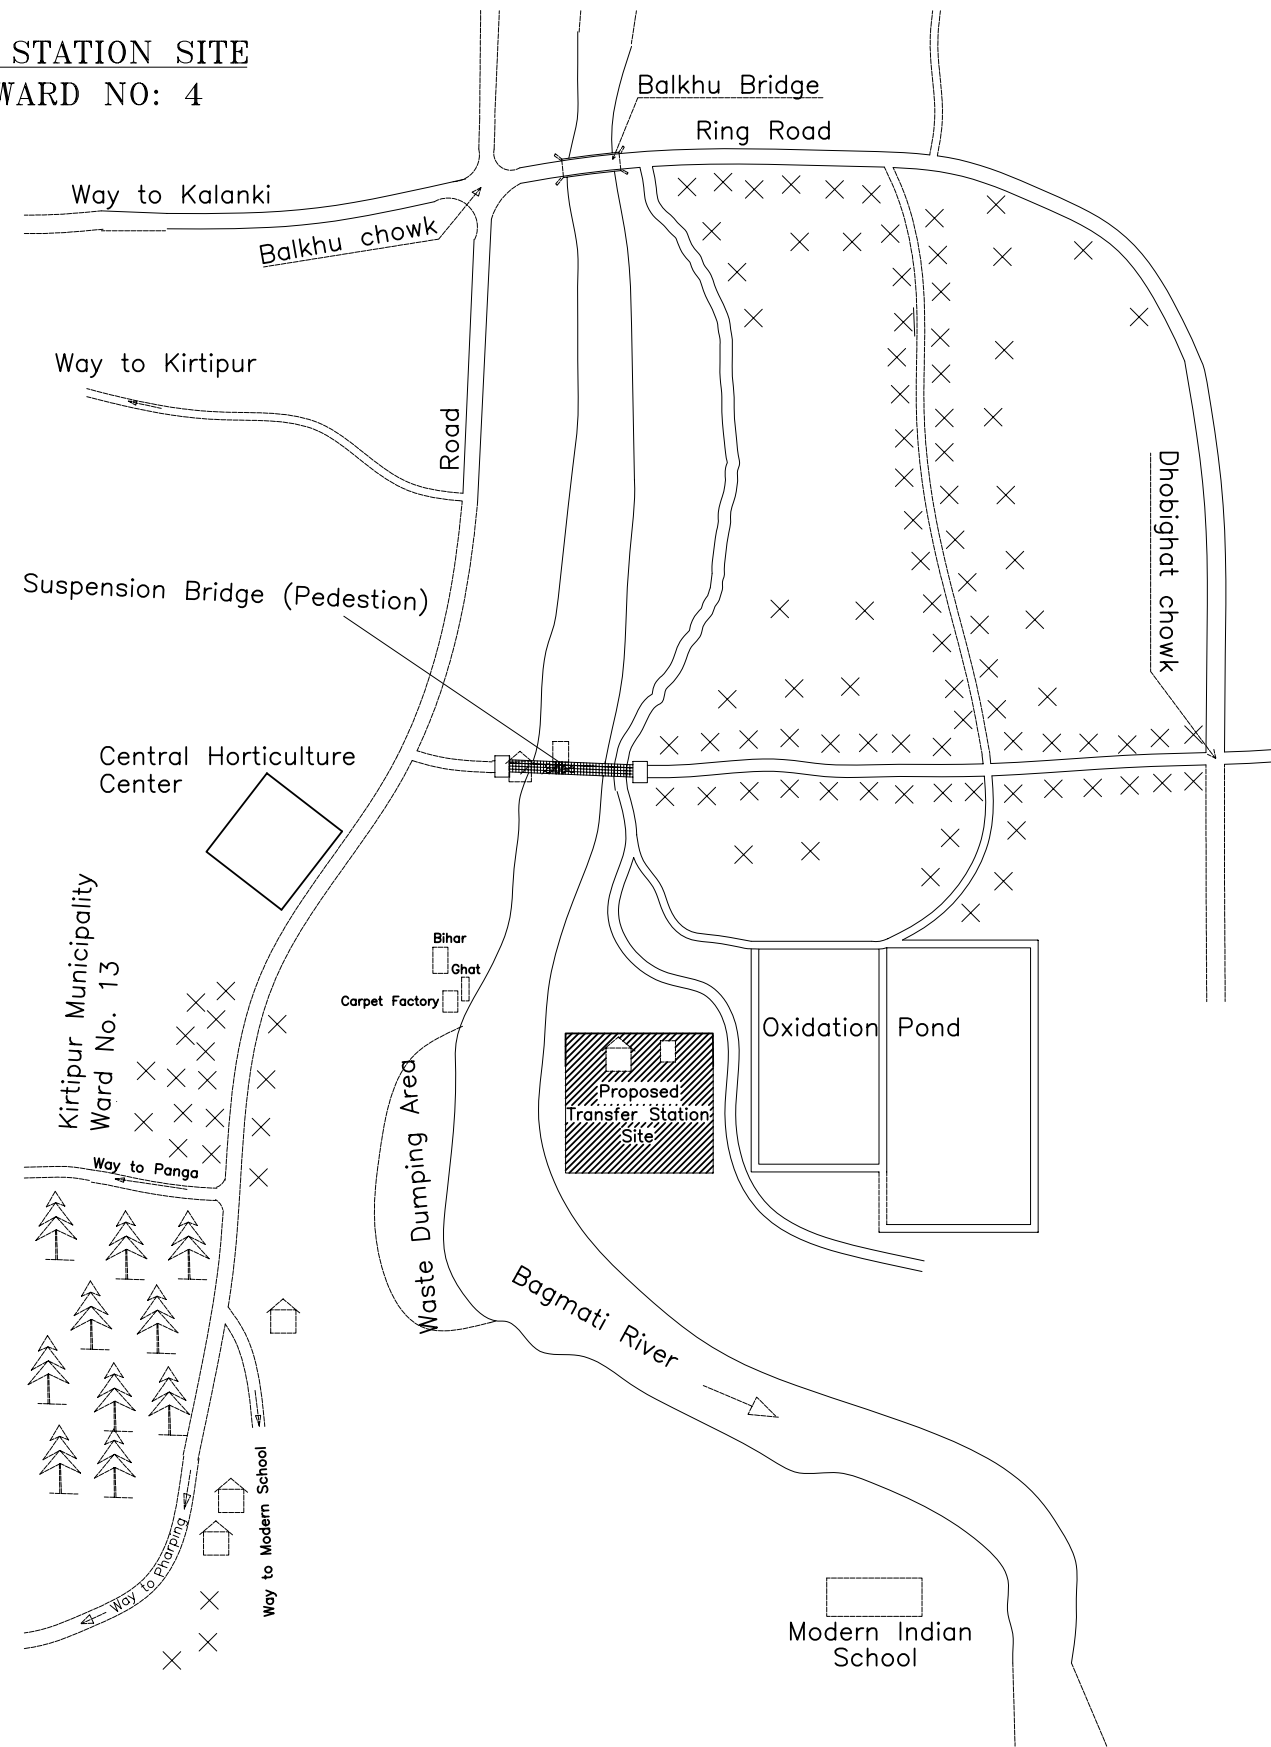 STATION SITE
WARD NO: 4
Balkhu Bridge
Ring Road
Way to Kalanki
Balkhu chowk
Way to Kirtipur
Road
Dhobighat chowk
Suspension Bridge (Pedestion)
Central Horticulture
Center
Kirtipur Municipality
Ward No. 13
Bihar
Ghat
Carpet Factory
Oxidation Pond
Waste Dumping Area
Proposed
Transfer Station
Site
Way to Panga
Bagmati River
Way to Modern School
Way to Pharping
Modern Indian
School